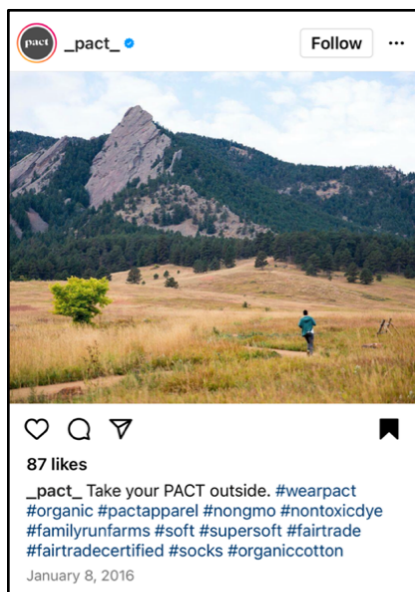 pact
_pact_
Follow
87 likes
_pact_ Take your PACT outside. #wearpact
#organic #pactapparel #nongmo #nontoxicdye
#familyrunfarms #soft #supersoft #fairtrade
#fairtradecertified #socks #organiccotton
January 8, 2016